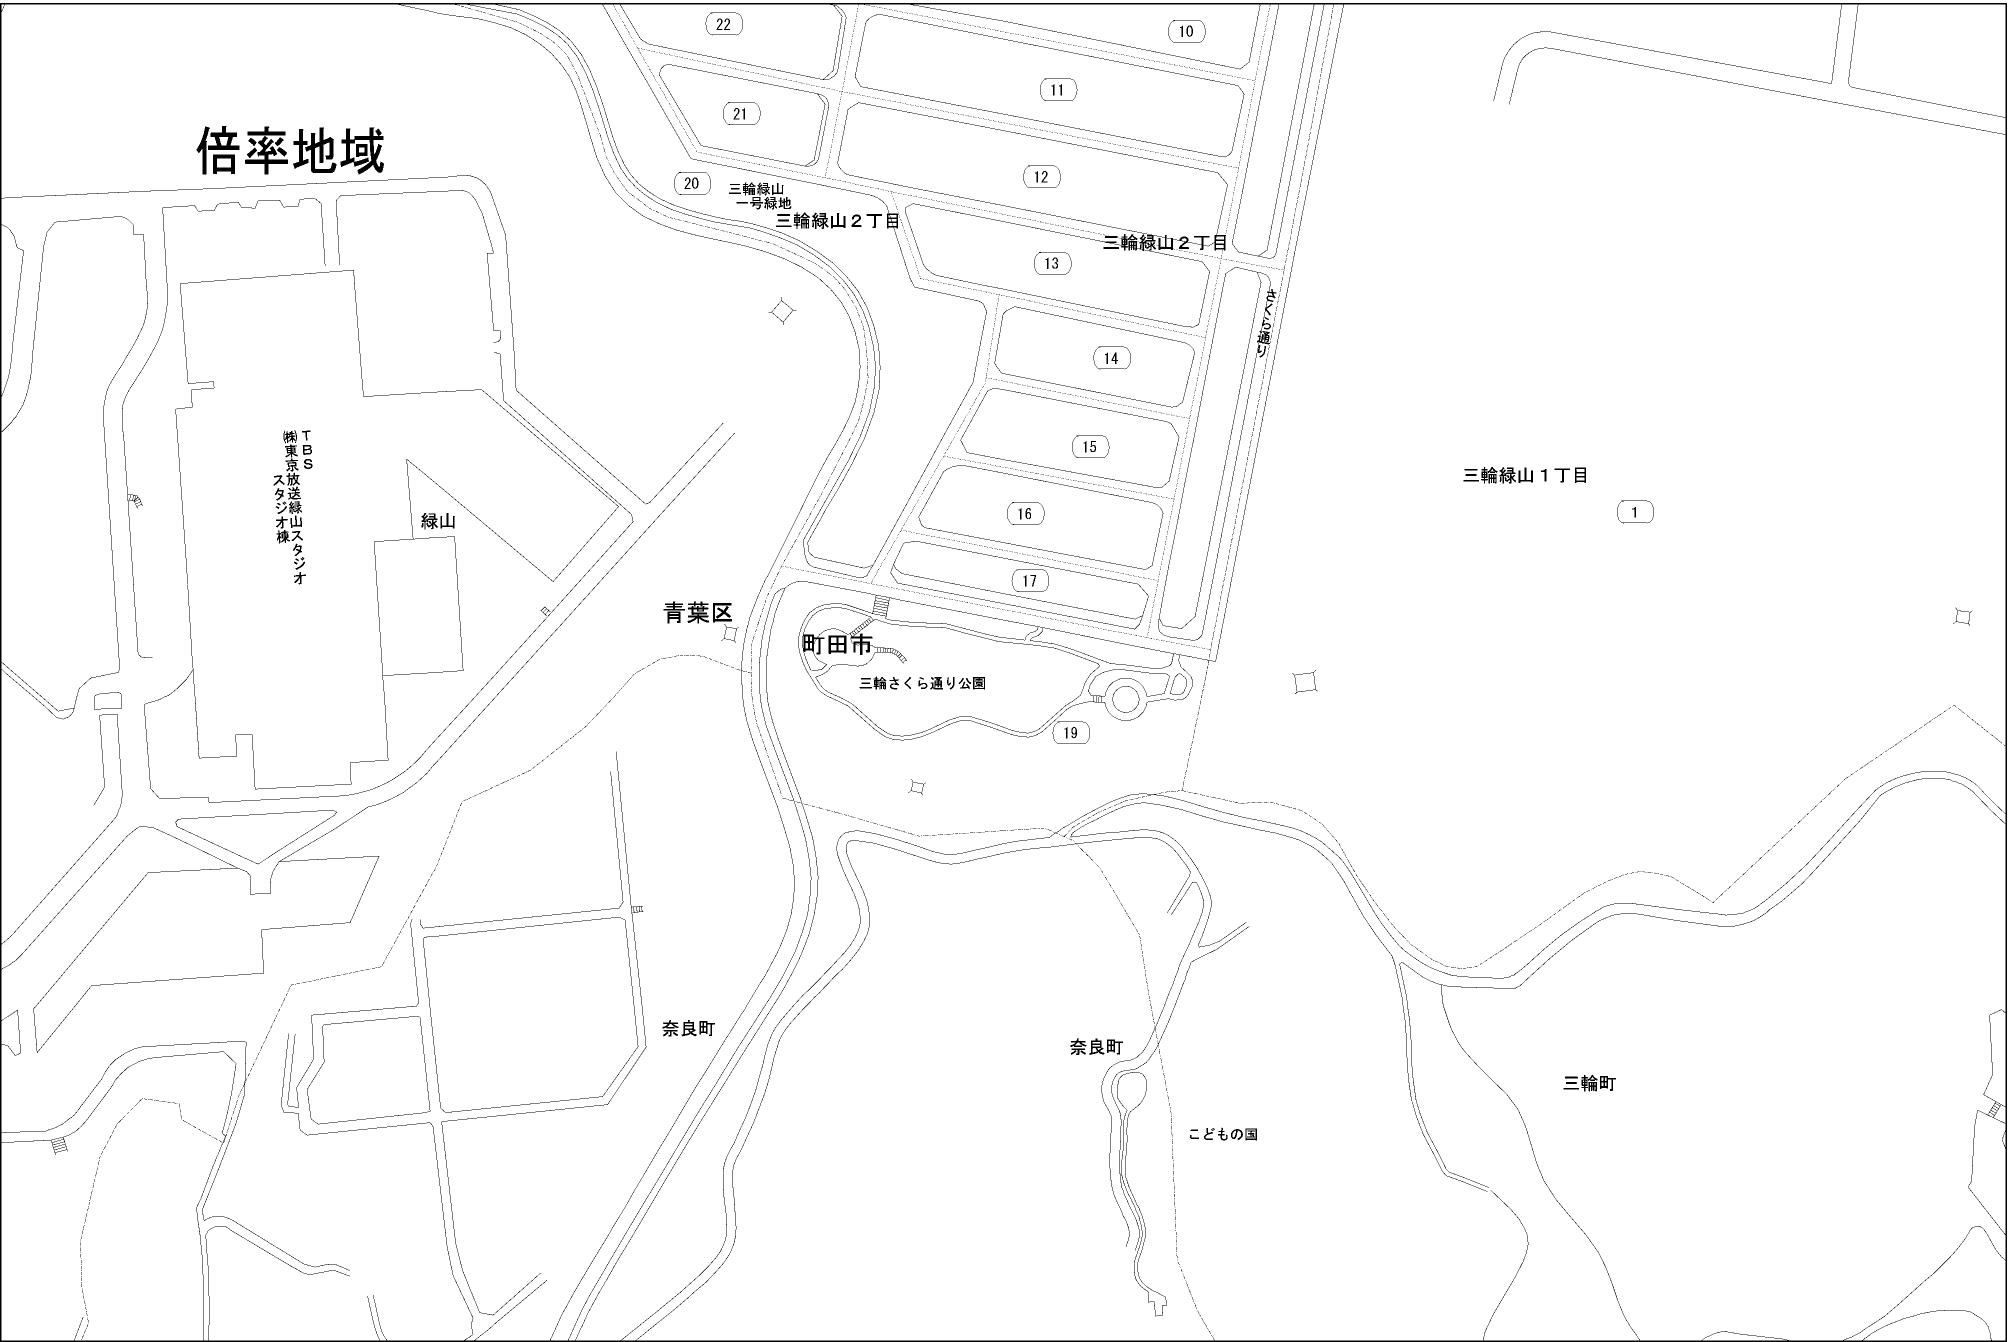 22
10
11
21
倍率地域
12
20
三輪緑山
一号緑地
三輪緑山２丁目
三輪緑山２丁目
13
さくら通り
14
15
ＴＢＳ
㈱東京放送緑山スタジオ
スタジオ棟
三輪緑山１丁目
1
16
緑山
17
青葉区
町田市
三輪さくら通り公園
19
奈良町
奈良町
三輪町
こどもの国